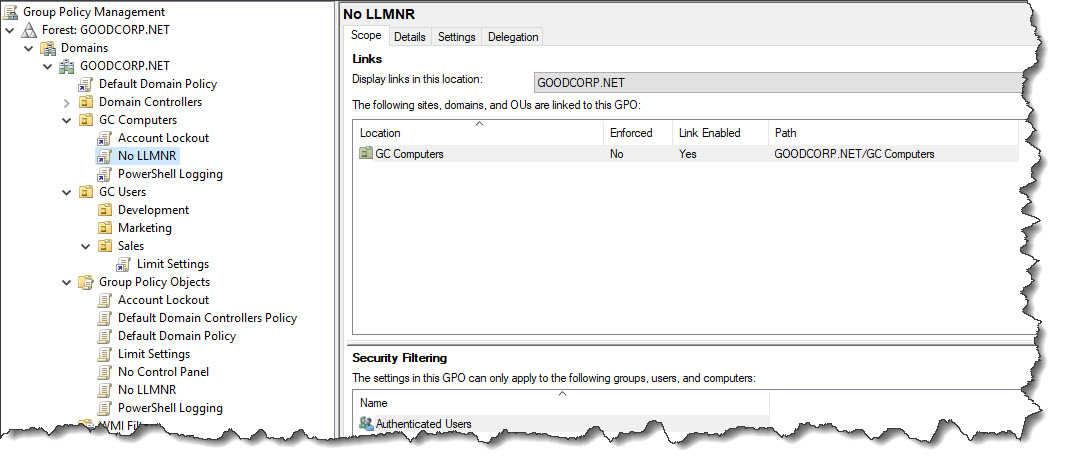 Group Policy Management
Forest: GOODCORP.NET
Domains
GOODCORP.NET
Default Domain Policy
Domain Controllers
GC Computers
Account Lockout
No LLMNR
PowerShell Logging
GC Users
Development
Marketing
Sales
Limit Settings
Group Policy Objects
Account Lockout
Default Domain Controllers Policy
Default Domain Policy
Limit Settings
No Control Panel
No LLMNR
PowerShell Logging
No LLMNR
Scope Details Settings Delegation
Links
Display links in this location: GOODCORP.NET
The following sites, domains, and OUs are linked to this GPO:
Location Enforced Link Enabled Path
GC Computers No Yes GOODCORP.NET/GC Computers
Security Filtering
The settings in this GPO can only apply to the following groups, users, and computers:
Name
Authenticated Users